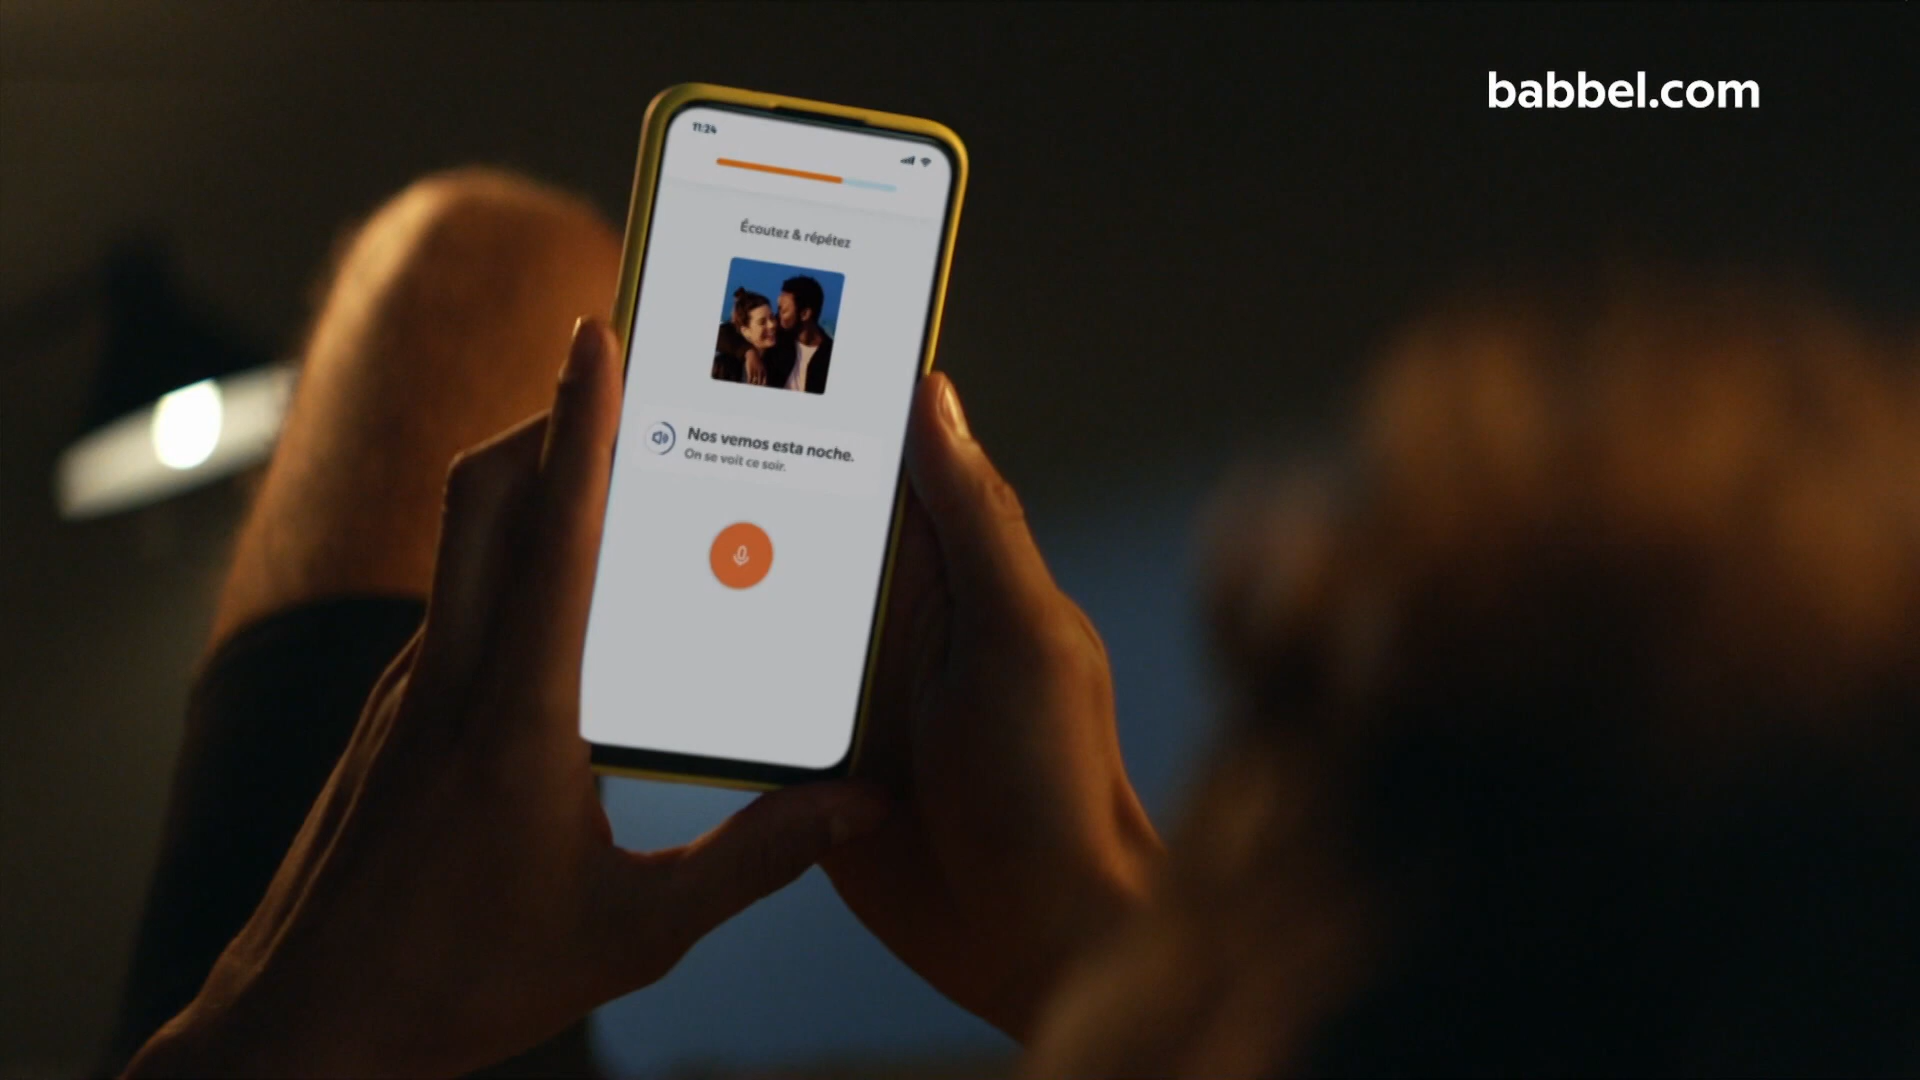 babbel.com
11:24
Écoutez & répétez
Nos vemos esta noche.
On se voit ce soir.